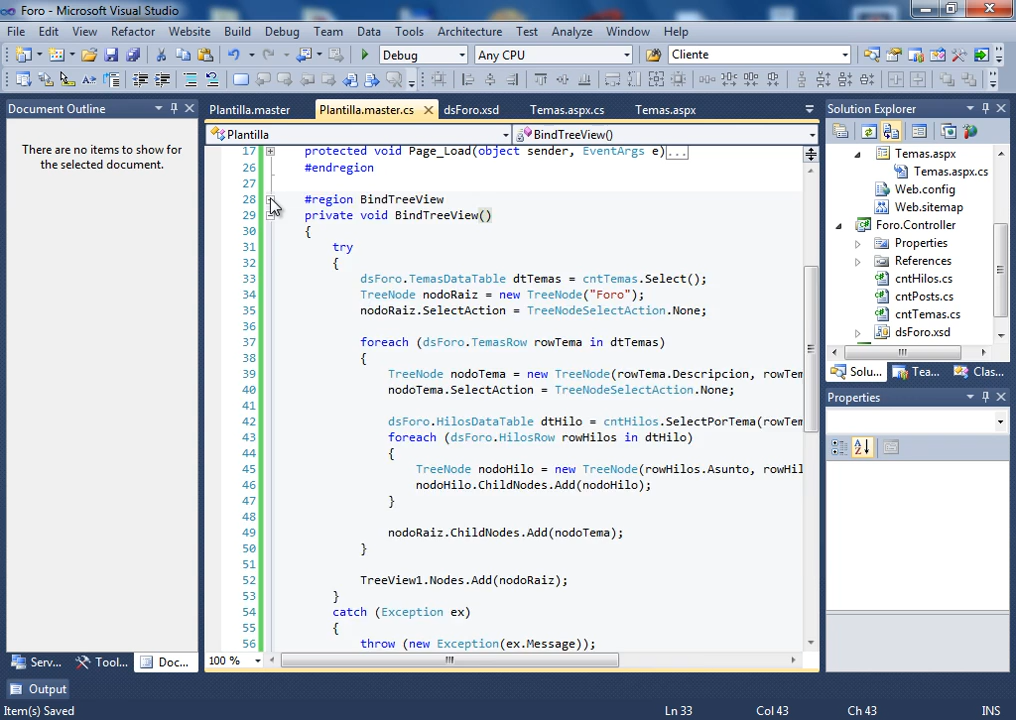 Foro - Microsoft Visual Studio
File Edit View Refactor Website Build Debug Team Data Tools Architecture Test Analyze Window Help
Debug Any CPU Cliente
Document Outline
There are no items to show for
the selected document.
Plantilla.master Plantilla.master.cs dsForo.xsd Temas.aspx.cs Temas.aspx
Plantilla BindTreeView()
17 protected void Page_Load(object sender, EventArgs e)...
26 #endregion
27
28 #region BindTreeView
29 private void BindTreeView()
30 {
31 try
32 {
33 dsForo.TemasDataTable dtTemas = cntTemas.Select();
34 TreeNode nodoRaiz = new TreeNode("Foro");
35 nodoRaiz.SelectAction = TreeNodeSelectAction.None;
36
37 foreach (dsForo.TemasRow rowTema in dtTemas)
38 {
39 TreeNode nodoTema = new TreeNode(rowTema.Descripcion, rowTem
40 nodoTema.SelectAction = TreeNodeSelectAction.None;
41
42 dsForo.HilosDataTable dtHilo = cntHilos.SelectPorTema(rowTem
43 foreach (dsForo.HilosRow rowHilos in dtHilo)
44 {
45 TreeNode nodoHilo = new TreeNode(rowHilos.Asunto, rowHil
46 nodoHilo.ChildNodes.Add(nodoHilo);
47 }
48
49 nodoRaiz.ChildNodes.Add(nodoTema);
50 }
51
52 TreeView1.Nodes.Add(nodoRaiz);
53 }
54 catch (Exception ex)
55 {
56 throw (new Exception(ex.Message));
100 %
Solution Explorer
Temas.aspx
Temas.aspx.cs
Web.config
Web.sitemap
Foro.Controller
Properties
References
cntHilos.cs
cntPosts.cs
cntTemas.cs
dsForo.xsd
Solu... Tea... Clas...
Properties
Serv... Tool... Doc...
Output
Item(s) Saved Ln 33 Col 43 Ch 43 INS